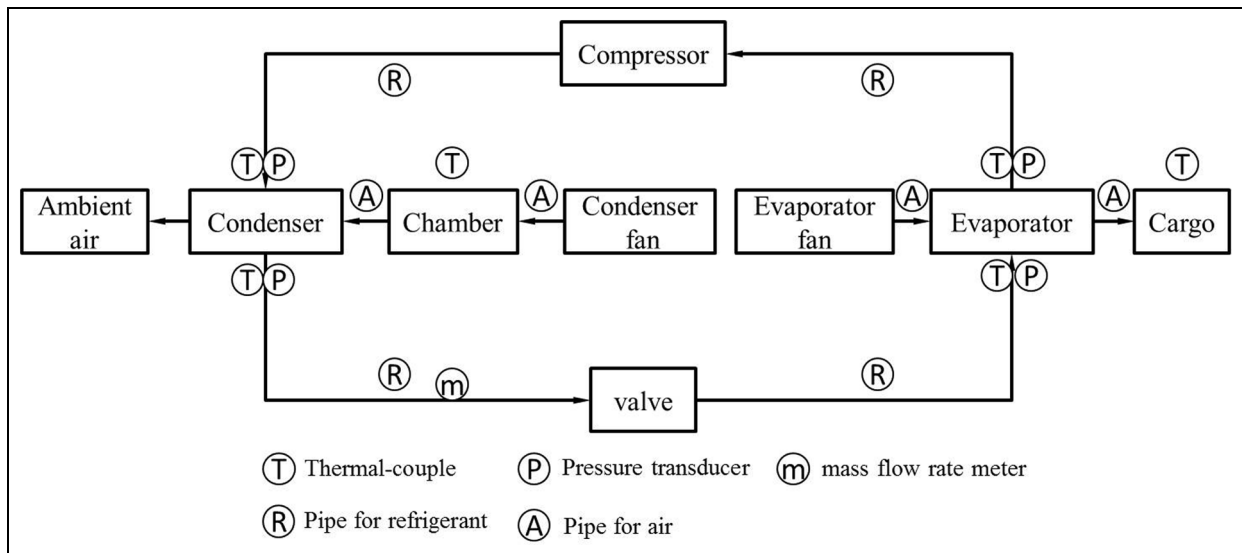 Compressor
R
R
T P
T
T P
T
Ambient
air
Condenser
A
Chamber
A
Condenser
fan
Evaporator
fan
A
Evaporator
A
Cargo
T P
T P
R
m
valve
R
T Thermal-couple
P Pressure transducer
m mass flow rate meter
R Pipe for refrigerant
A Pipe for air